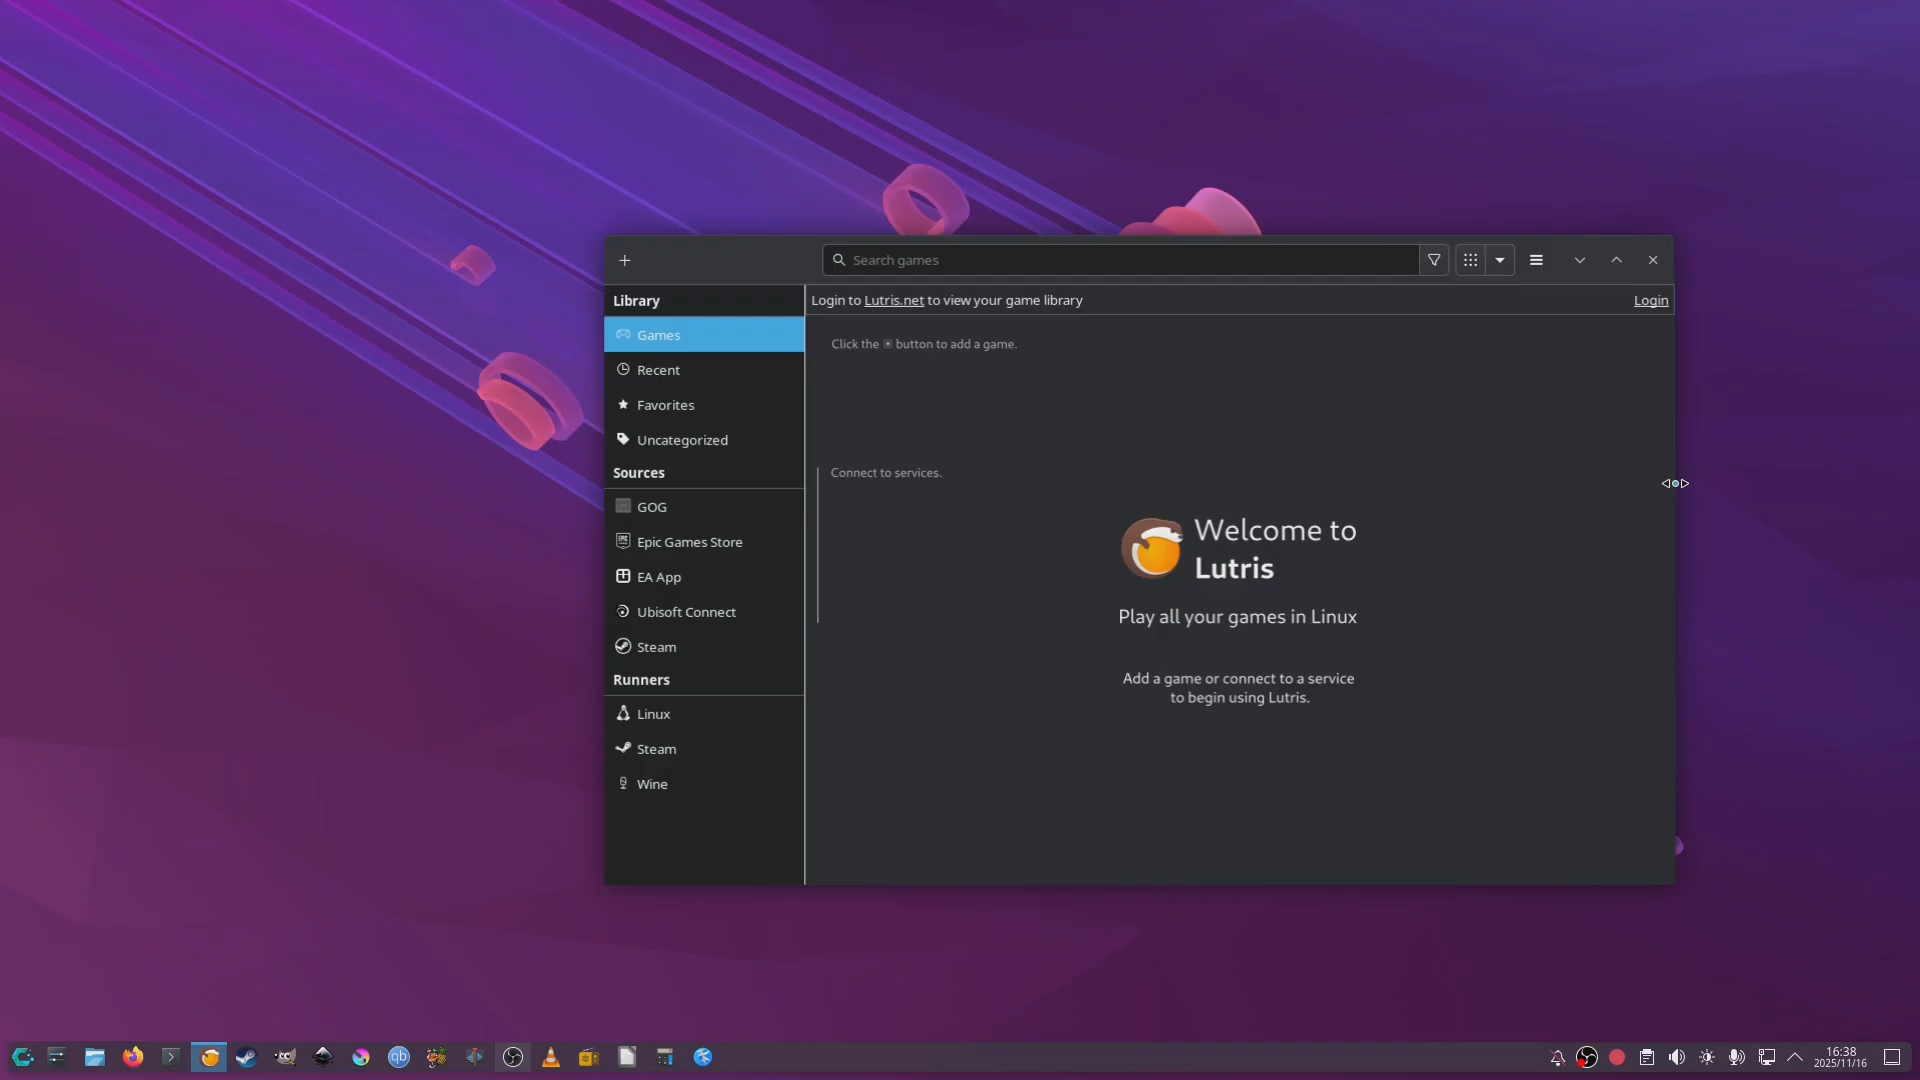 Search games
Library
Login to Lutris.net to view your game library
Login
Games
Click the + button to add a game.
Recent
Favorites
Uncategorized
Sources
Connect to services.
GOG
Epic Games Store
EA App
Ubisoft Connect
Steam
Welcome to
Lutris
Play all your games in Linux
Add a game or connect to a service
to begin using Lutris.
Runners
Linux
Steam
Wine
qb
16:38
2025/11/16